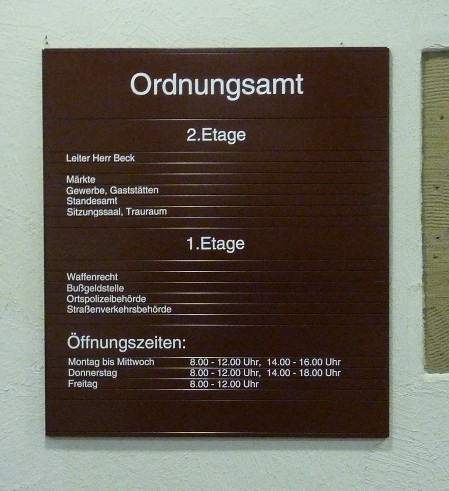 Ordnungsamt
2.Etage
Leiter Herr Beck
Märkte
Gewerbe, Gaststätten
Standesamt
Sitzungssaal, Trauraum
1.Etage
Waffenrecht
Bußgeldstelle
Ortspolizeibehörde
Straßenverkehrsbehörde
Öffnungszeiten:
Montag bis Mittwoch 8.00 - 12.00 Uhr, 14.00 - 16.00 Uhr
Donnerstag 8.00 - 12.00 Uhr, 14.00 - 18.00 Uhr
Freitag 8.00 - 12.00 Uhr